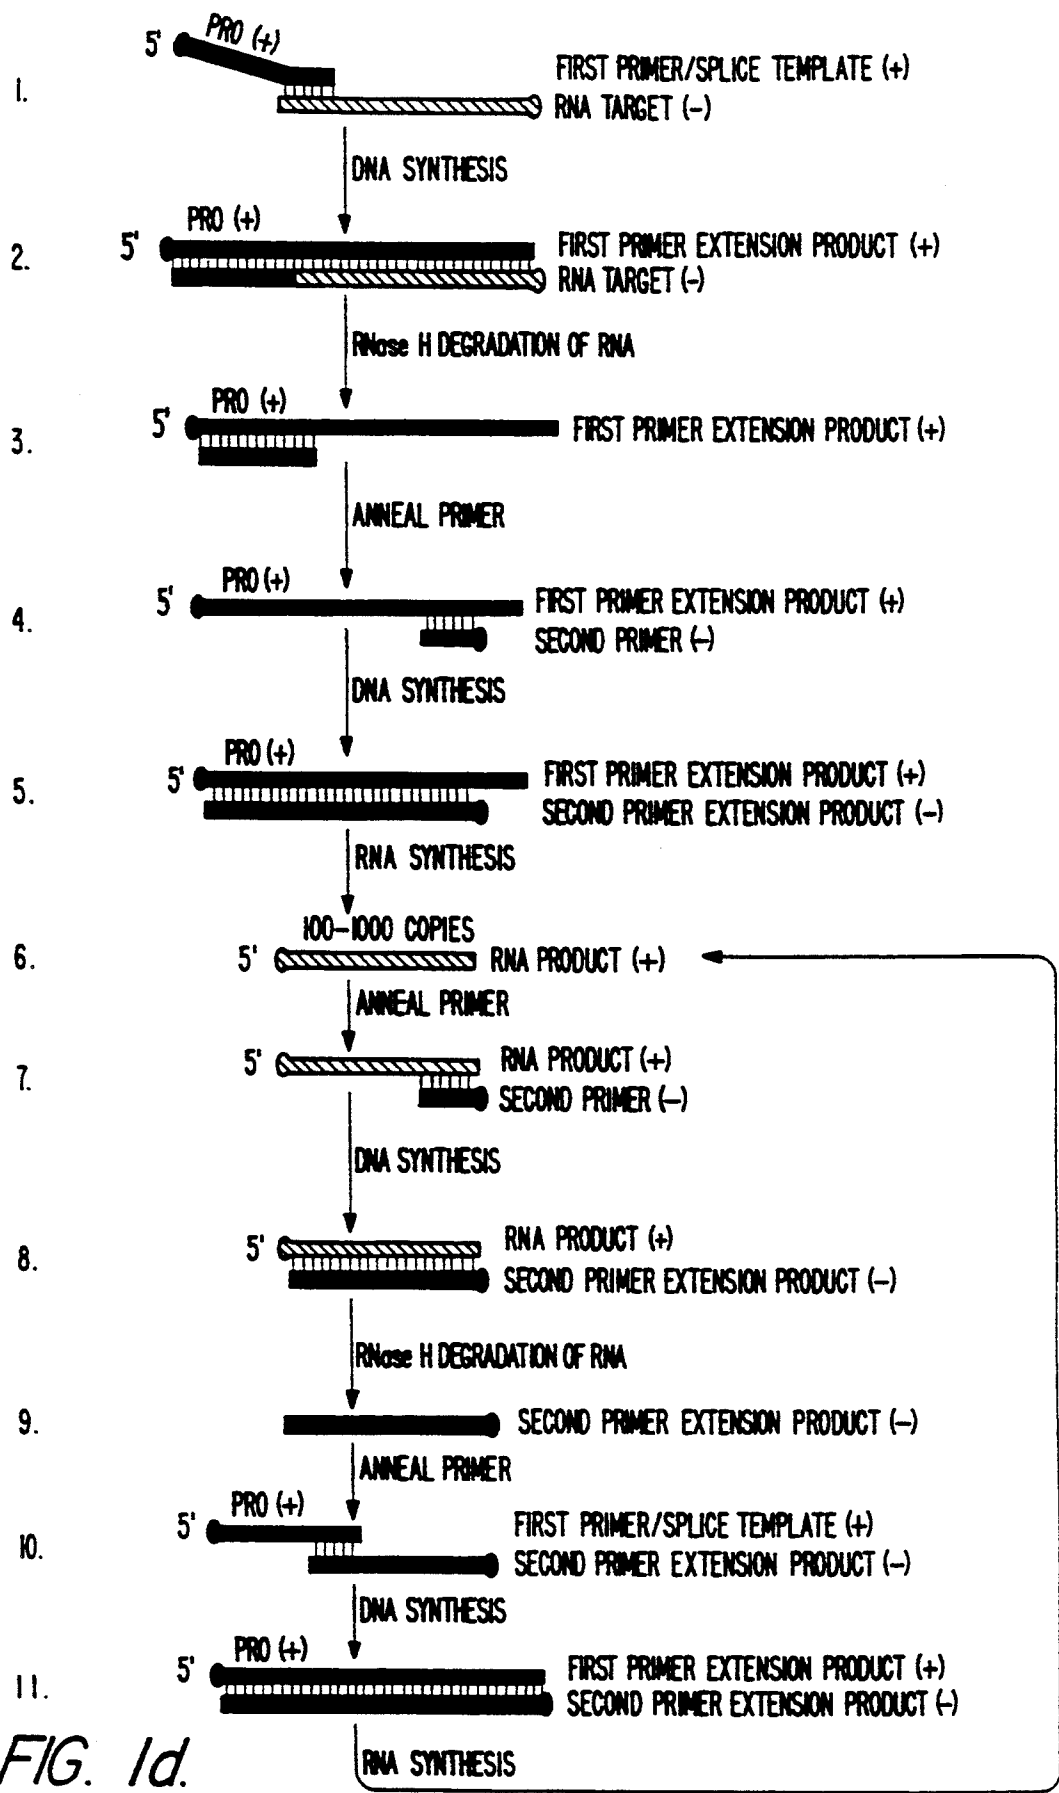 PRO (+)
5'
FIRST PRIMER/SPLICE TEMPLATE (+)
1.
RNA TARGET (-)
DNA SYNTHESIS
PRO (+)
5'
FIRST PRIMER EXTENSION PRODUCT (+)
2.
RNA TARGET (-)
RNase H DEGRADATION OF RNA
PRO (+)
5'
FIRST PRIMER EXTENSION PRODUCT (+)
3.
ANNEAL PRIMER
PRO (+)
5'
FIRST PRIMER EXTENSION PRODUCT (+)
4.
SECOND PRIMER (-)
DNA SYNTHESIS
PRO (+)
5'
FIRST PRIMER EXTENSION PRODUCT (+)
5.
SECOND PRIMER EXTENSION PRODUCT (-)
RNA SYNTHESIS
100-1000 COPIES
6.
5'
RNA PRODUCT (+)
ANNEAL PRIMER
5'
RNA PRODUCT (+)
7.
SECOND PRIMER (-)
DNA SYNTHESIS
5'
RNA PRODUCT (+)
8.
SECOND PRIMER EXTENSION PRODUCT (-)
RNase H DEGRADATION OF RNA
9.
SECOND PRIMER EXTENSION PRODUCT (-)
ANNEAL PRIMER
PRO (+)
5'
FIRST PRIMER/SPLICE TEMPLATE (+)
10.
SECOND PRIMER EXTENSION PRODUCT (-)
DNA SYNTHESIS
PRO (+)
5'
FIRST PRIMER EXTENSION PRODUCT (+)
11.
SECOND PRIMER EXTENSION PRODUCT (-)
RNA SYNTHESIS
FIG. 1d.